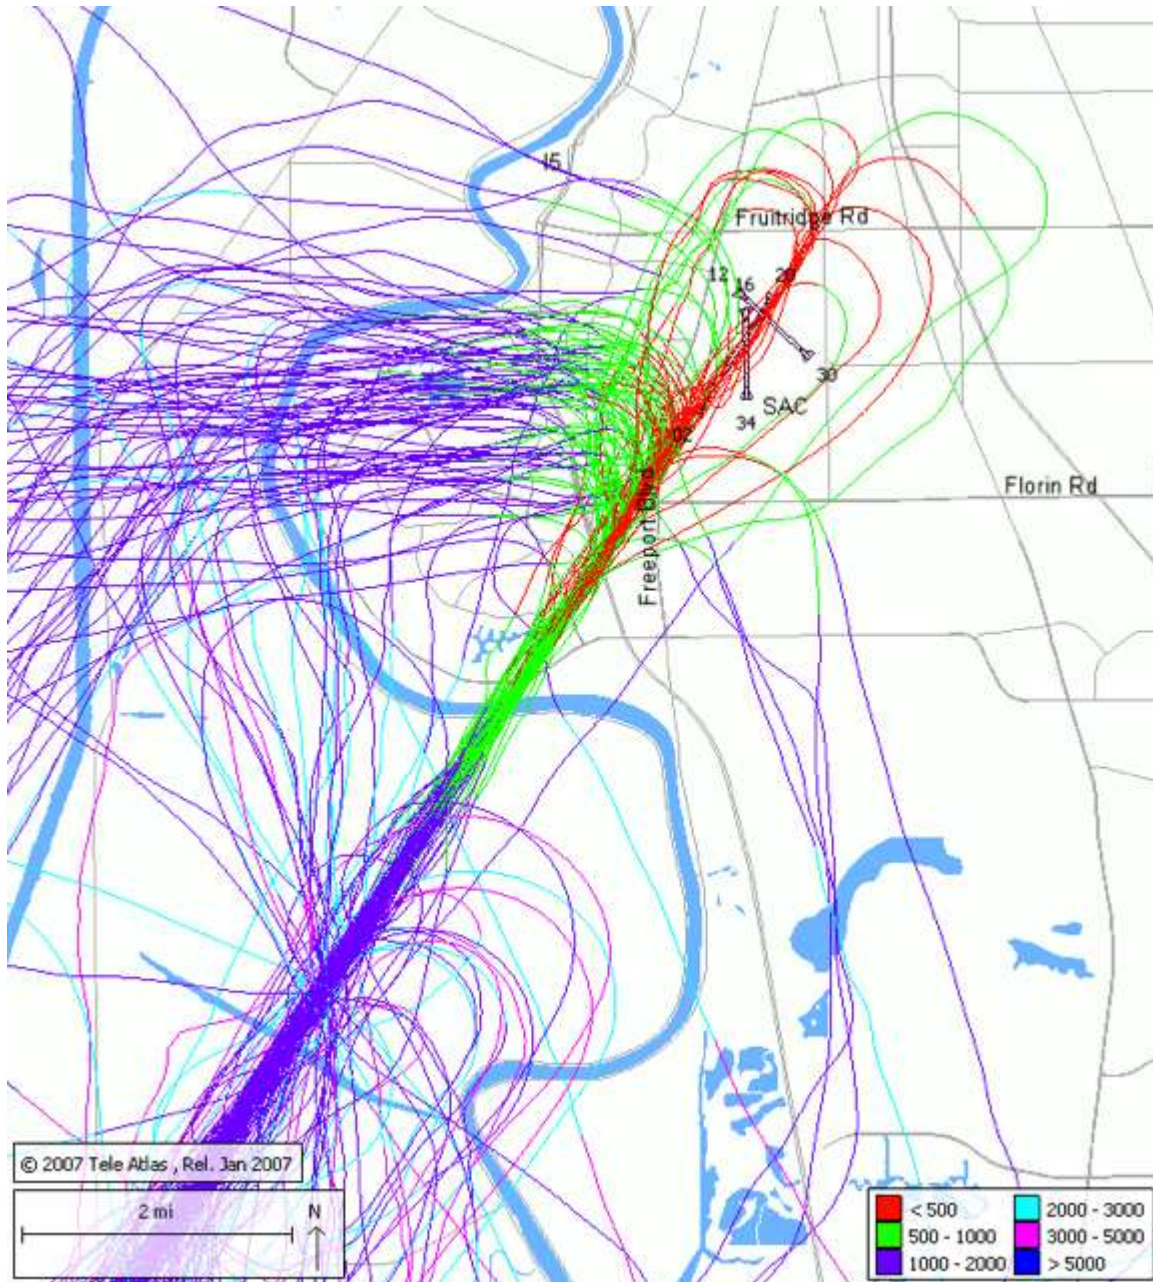 I5
Fruitridge Rd
12
16
20
30
SAC
34
02
Florin Rd
Freeport Blvd
© 2007 Tele Atlas , Rel. Jan 2007
2 mi
N
< 500
2000 - 3000
500 - 1000
3000 - 5000
1000 - 2000
> 5000